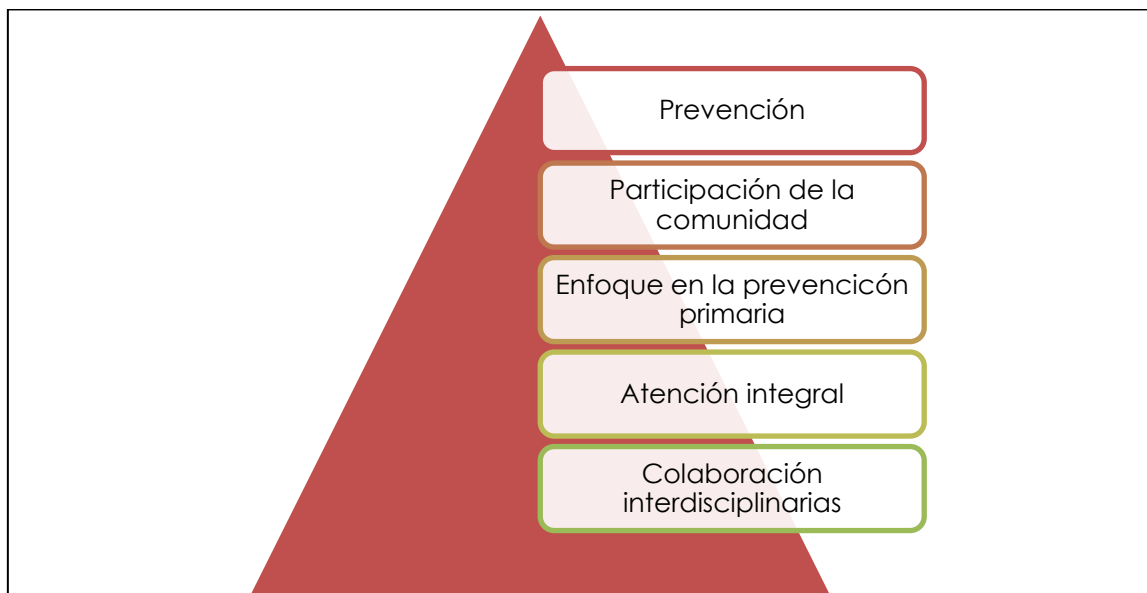 Prevención
Participación de la
comunidad
Enfoque en la prevencicón
primaria
Atención integral
Colaboración
interdisciplinarias